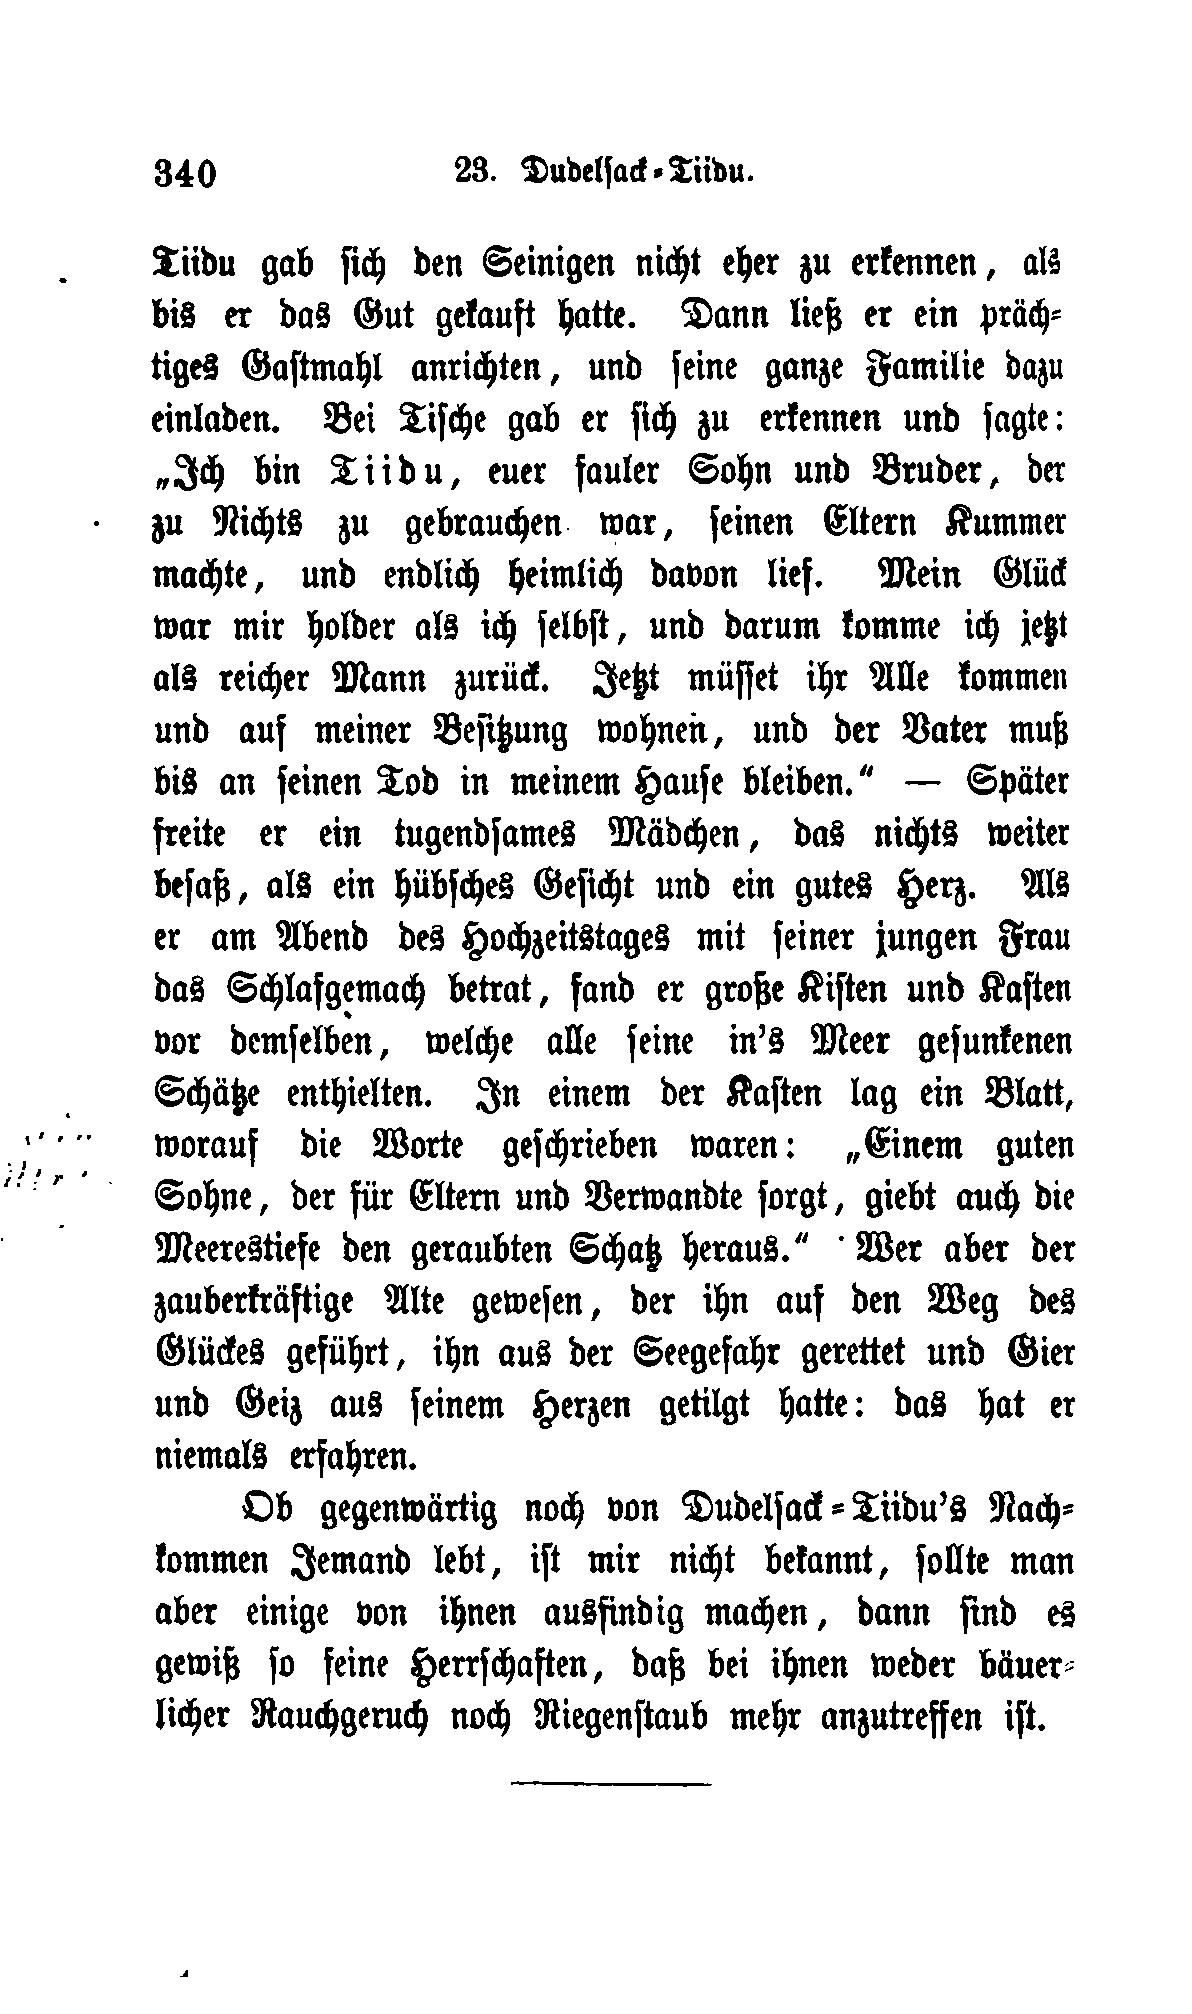 340 23. Dudelsack-Tiidu.
Tiidu gab sich den Seinigen nicht eher zu erkennen, als
bis er das Gut gekauft hatte. Dann ließ er ein präch-
tiges Gastmahl anrichten, und seine ganze Familie dazu
einladen. Bei Tische gab er sich zu erkennen und sagte:
„Ich bin Tiidu, euer fauler Sohn und Bruder, der
zu Nichts zu gebrauchen war, seinen Eltern Kummer
machte, und endlich heimlich davon lief. Mein Glück
war mir holder als ich selbst, und darum komme ich jetzt
als reicher Mann zurück. Jetzt müsset ihr Alle kommen
und auf meiner Besitzung wohnen, und der Vater muß
bis an seinen Tod in meinem Hause bleiben.“ — Später
freite er ein tugendsames Mädchen, das nichts weiter
besaß, als ein hübsches Gesicht und ein gutes Herz. Als
er am Abend des Hochzeitstages mit seiner jungen Frau
das Schlafgemach betrat, fand er große Kisten und Kasten
vor demselben, welche alle seine in's Meer gesunkenen
Schätze enthielten. In einem der Kasten lag ein Blatt,
worauf die Worte geschrieben waren: „Einem guten
Sohne, der für Eltern und Verwandte sorgt, giebt auch die
Meerestiefe den geraubten Schatz heraus.“ Wer aber der
zauberkräftige Alte gewesen, der ihn auf den Weg des
Glückes geführt, ihn aus der Seegefahr gerettet und Gier
und Geiz aus seinem Herzen getilgt hatte: das hat er
niemals erfahren.
Ob gegenwärtig noch von Dudelsack-Tiidu's Nach-
kommen Jemand lebt, ist mir nicht bekannt, sollte man
aber einige von ihnen ausfindig machen, dann sind es
gewiß so feine Herrschaften, daß bei ihnen weder bäuer-
licher Rauchgeruch noch Riegenstaub mehr anzutreffen ist.